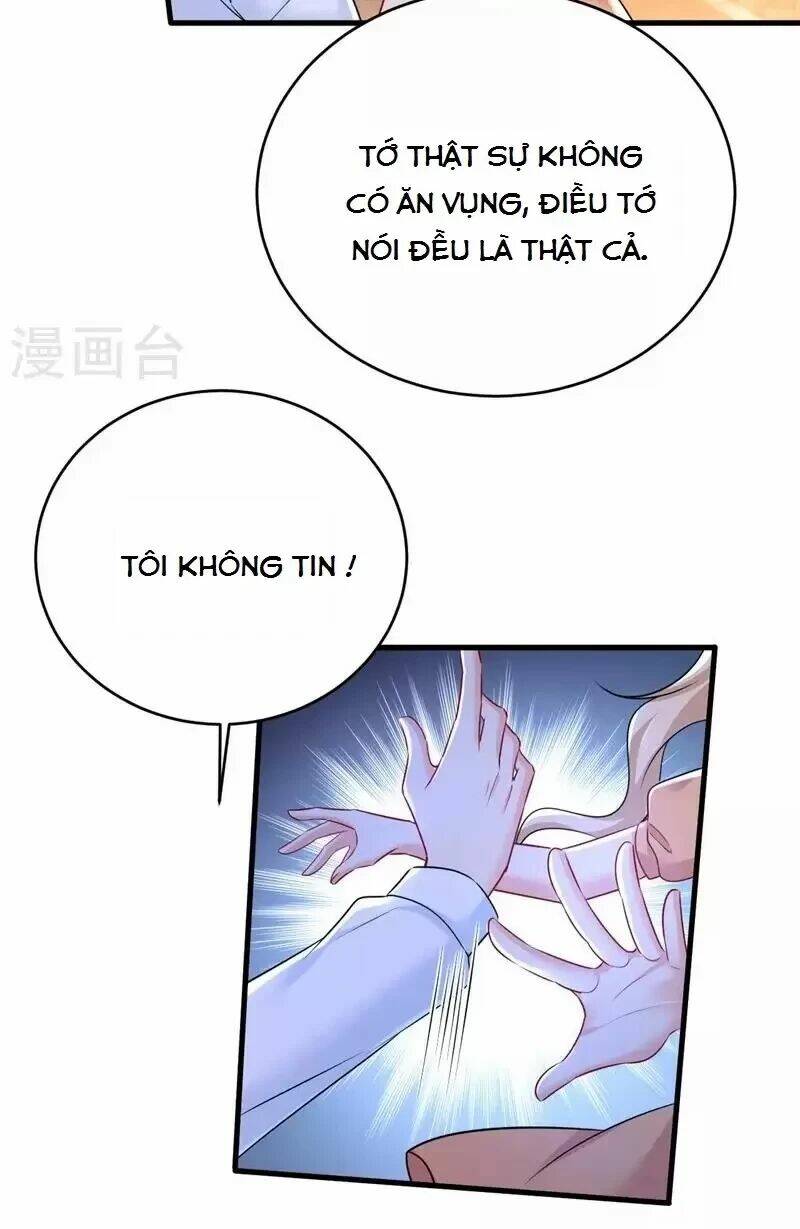 TỚ THẬT SỰ KHÔNG
CÓ ĂN VỤNG, ĐIỀU TỚ
NÓI ĐỀU LÀ THẬT CẢ.
漫画台
TÔI KHÔNG TIN !